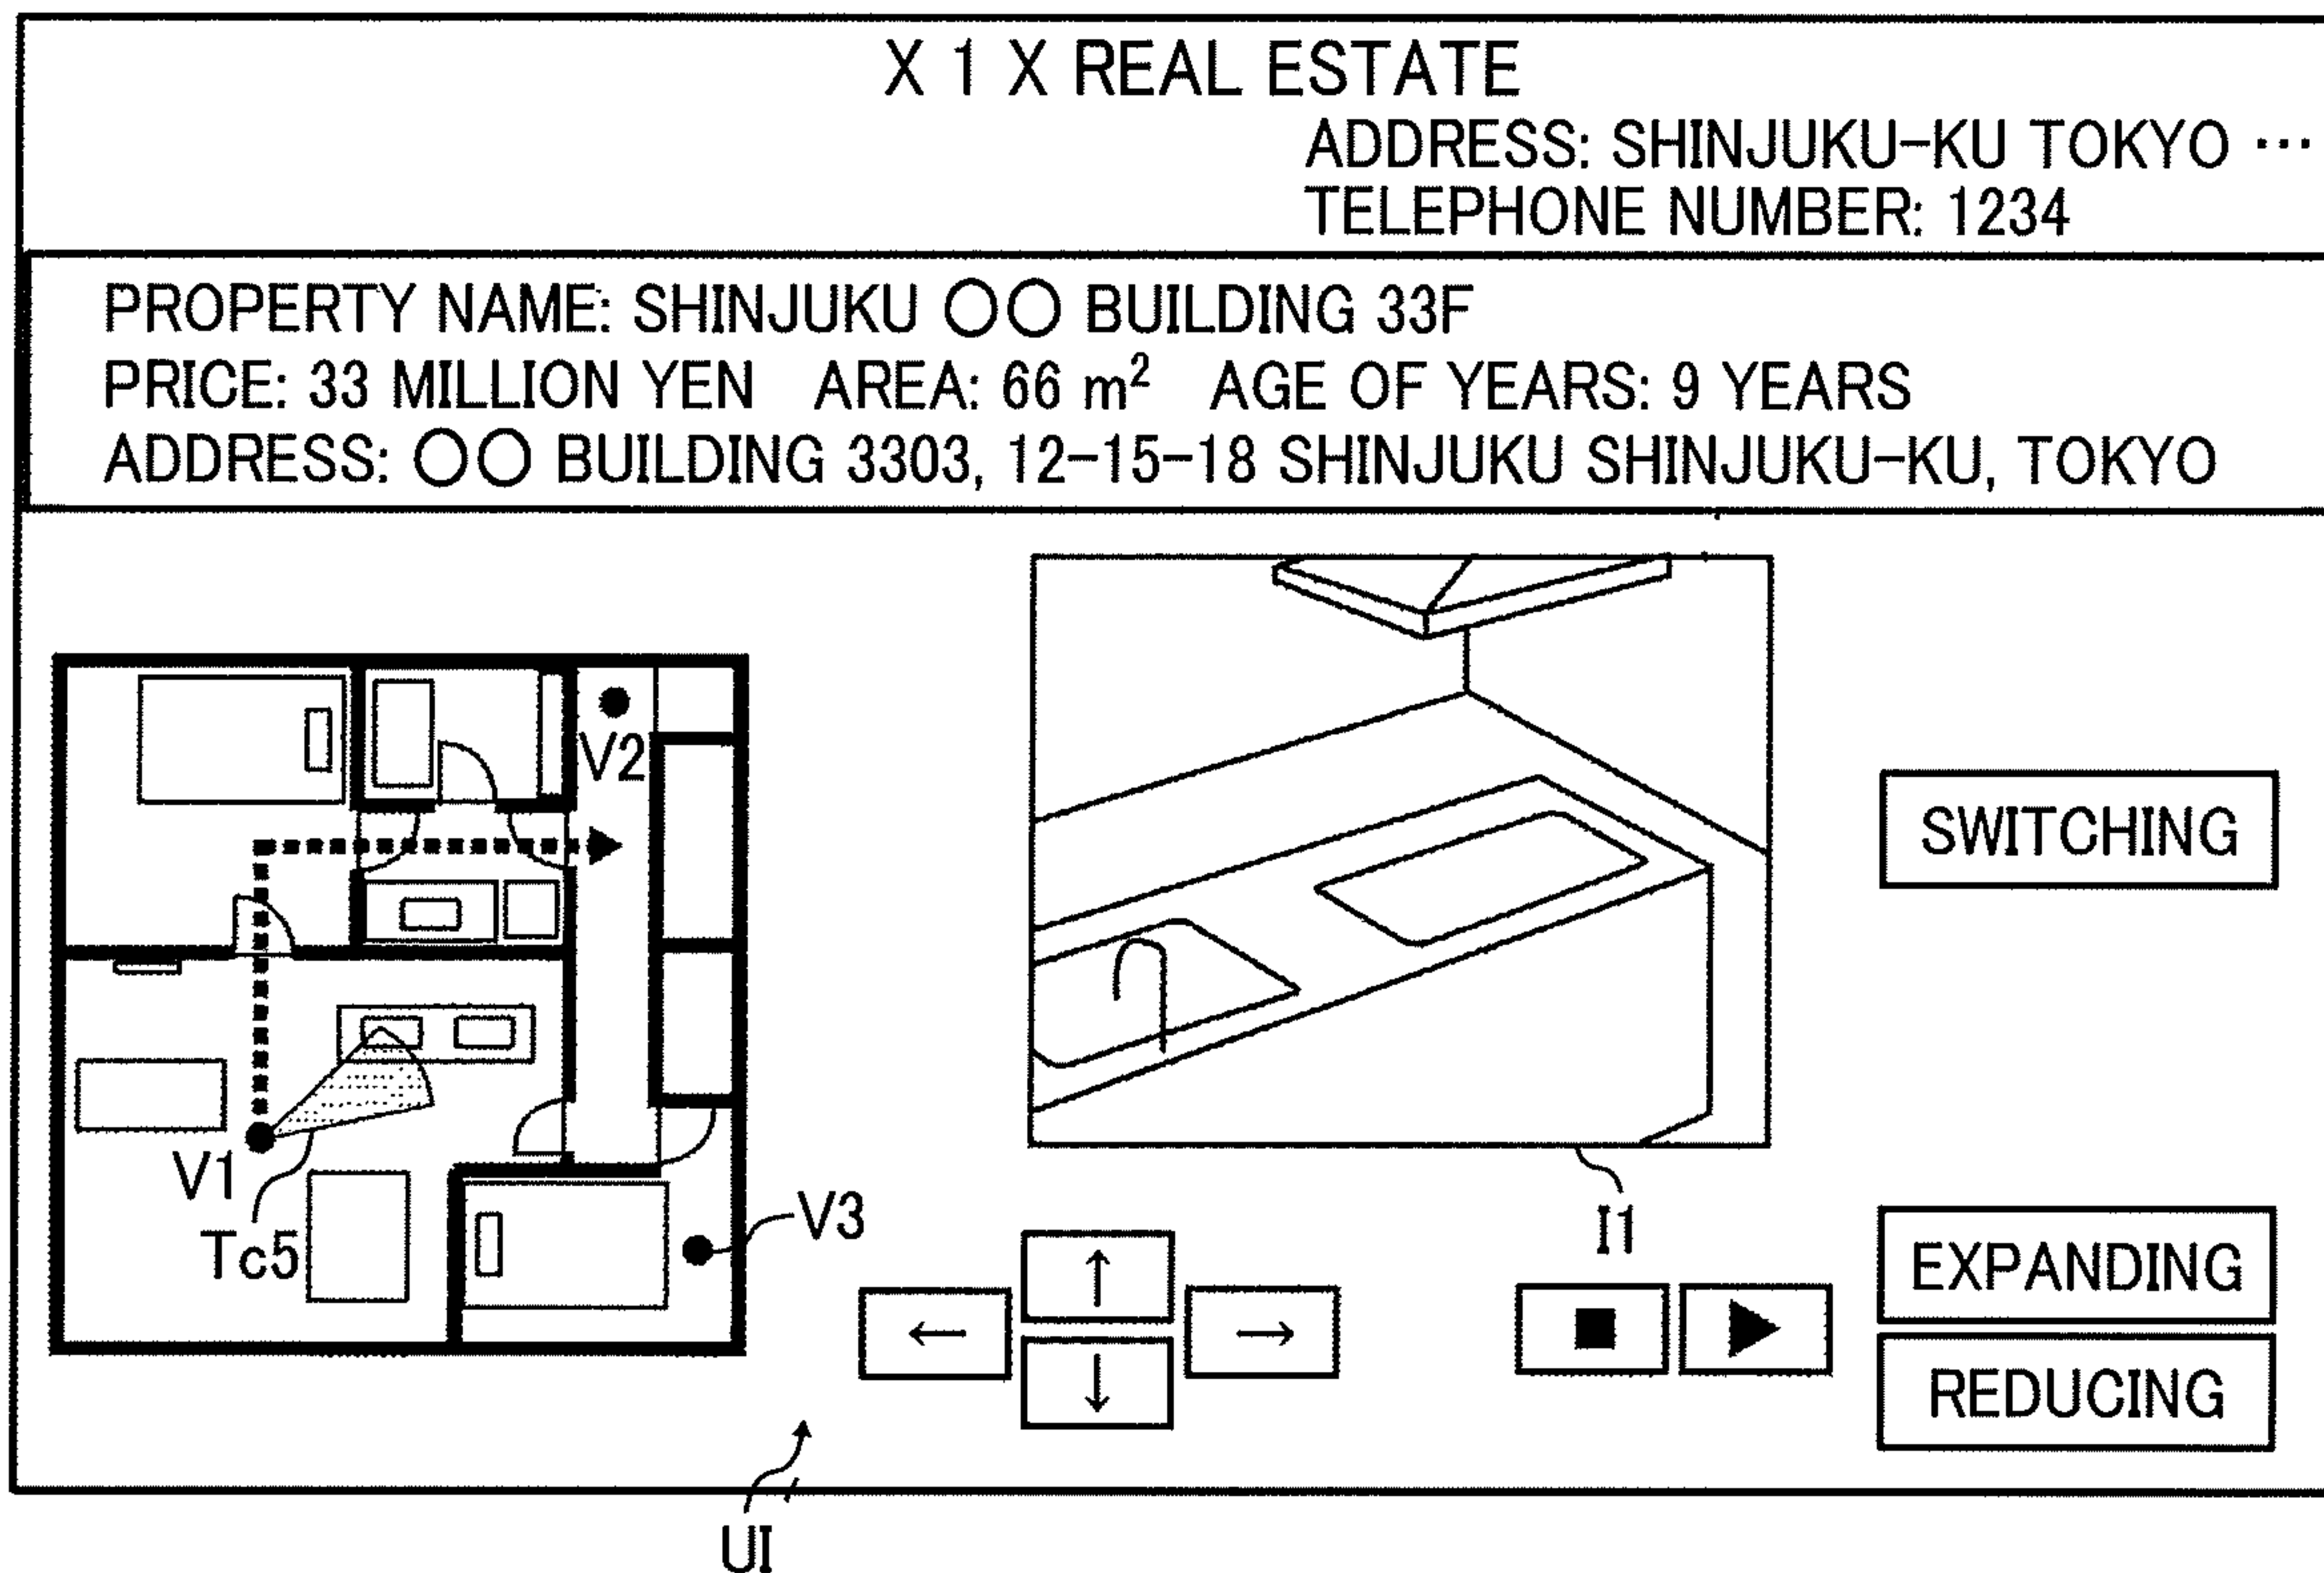 X 1 X REAL ESTATE
ADDRESS: SHINJUKU-KU TOKYO ···
TELEPHONE NUMBER: 1234
PROPERTY NAME: SHINJUKU ○○ BUILDING 33F
PRICE: 33 MILLION YEN AREA: 66 m² AGE OF YEARS: 9 YEARS
ADDRESS: ○○ BUILDING 3303, 12-15-18 SHINJUKU SHINJUKU-KU, TOKYO
V2
SWITCHING
V1
Tc5
V3
I1
↑
← →
↓
■ ▶
EXPANDING
REDUCING
UI